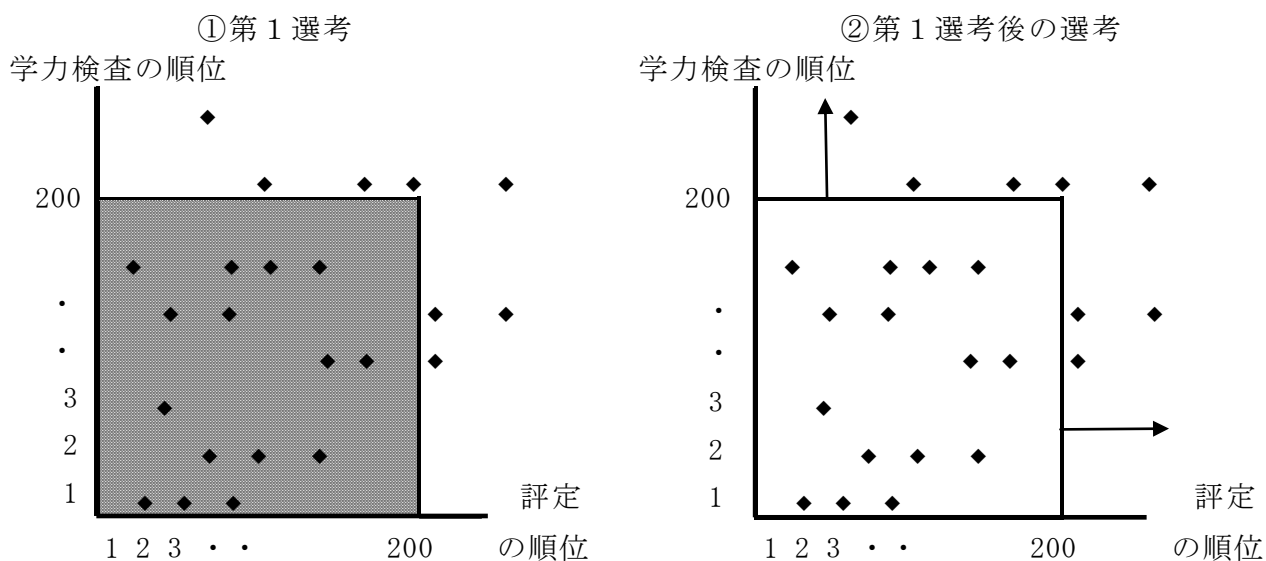 ①第１選考
学力検査の順位
200
・
・
3
2
1
評定
1 2 3 ・ ・ 200 の順位
②第１選考後の選考
学力検査の順位
200
・
・
3
2
1
評定
1 2 3 ・ ・ 200 の順位